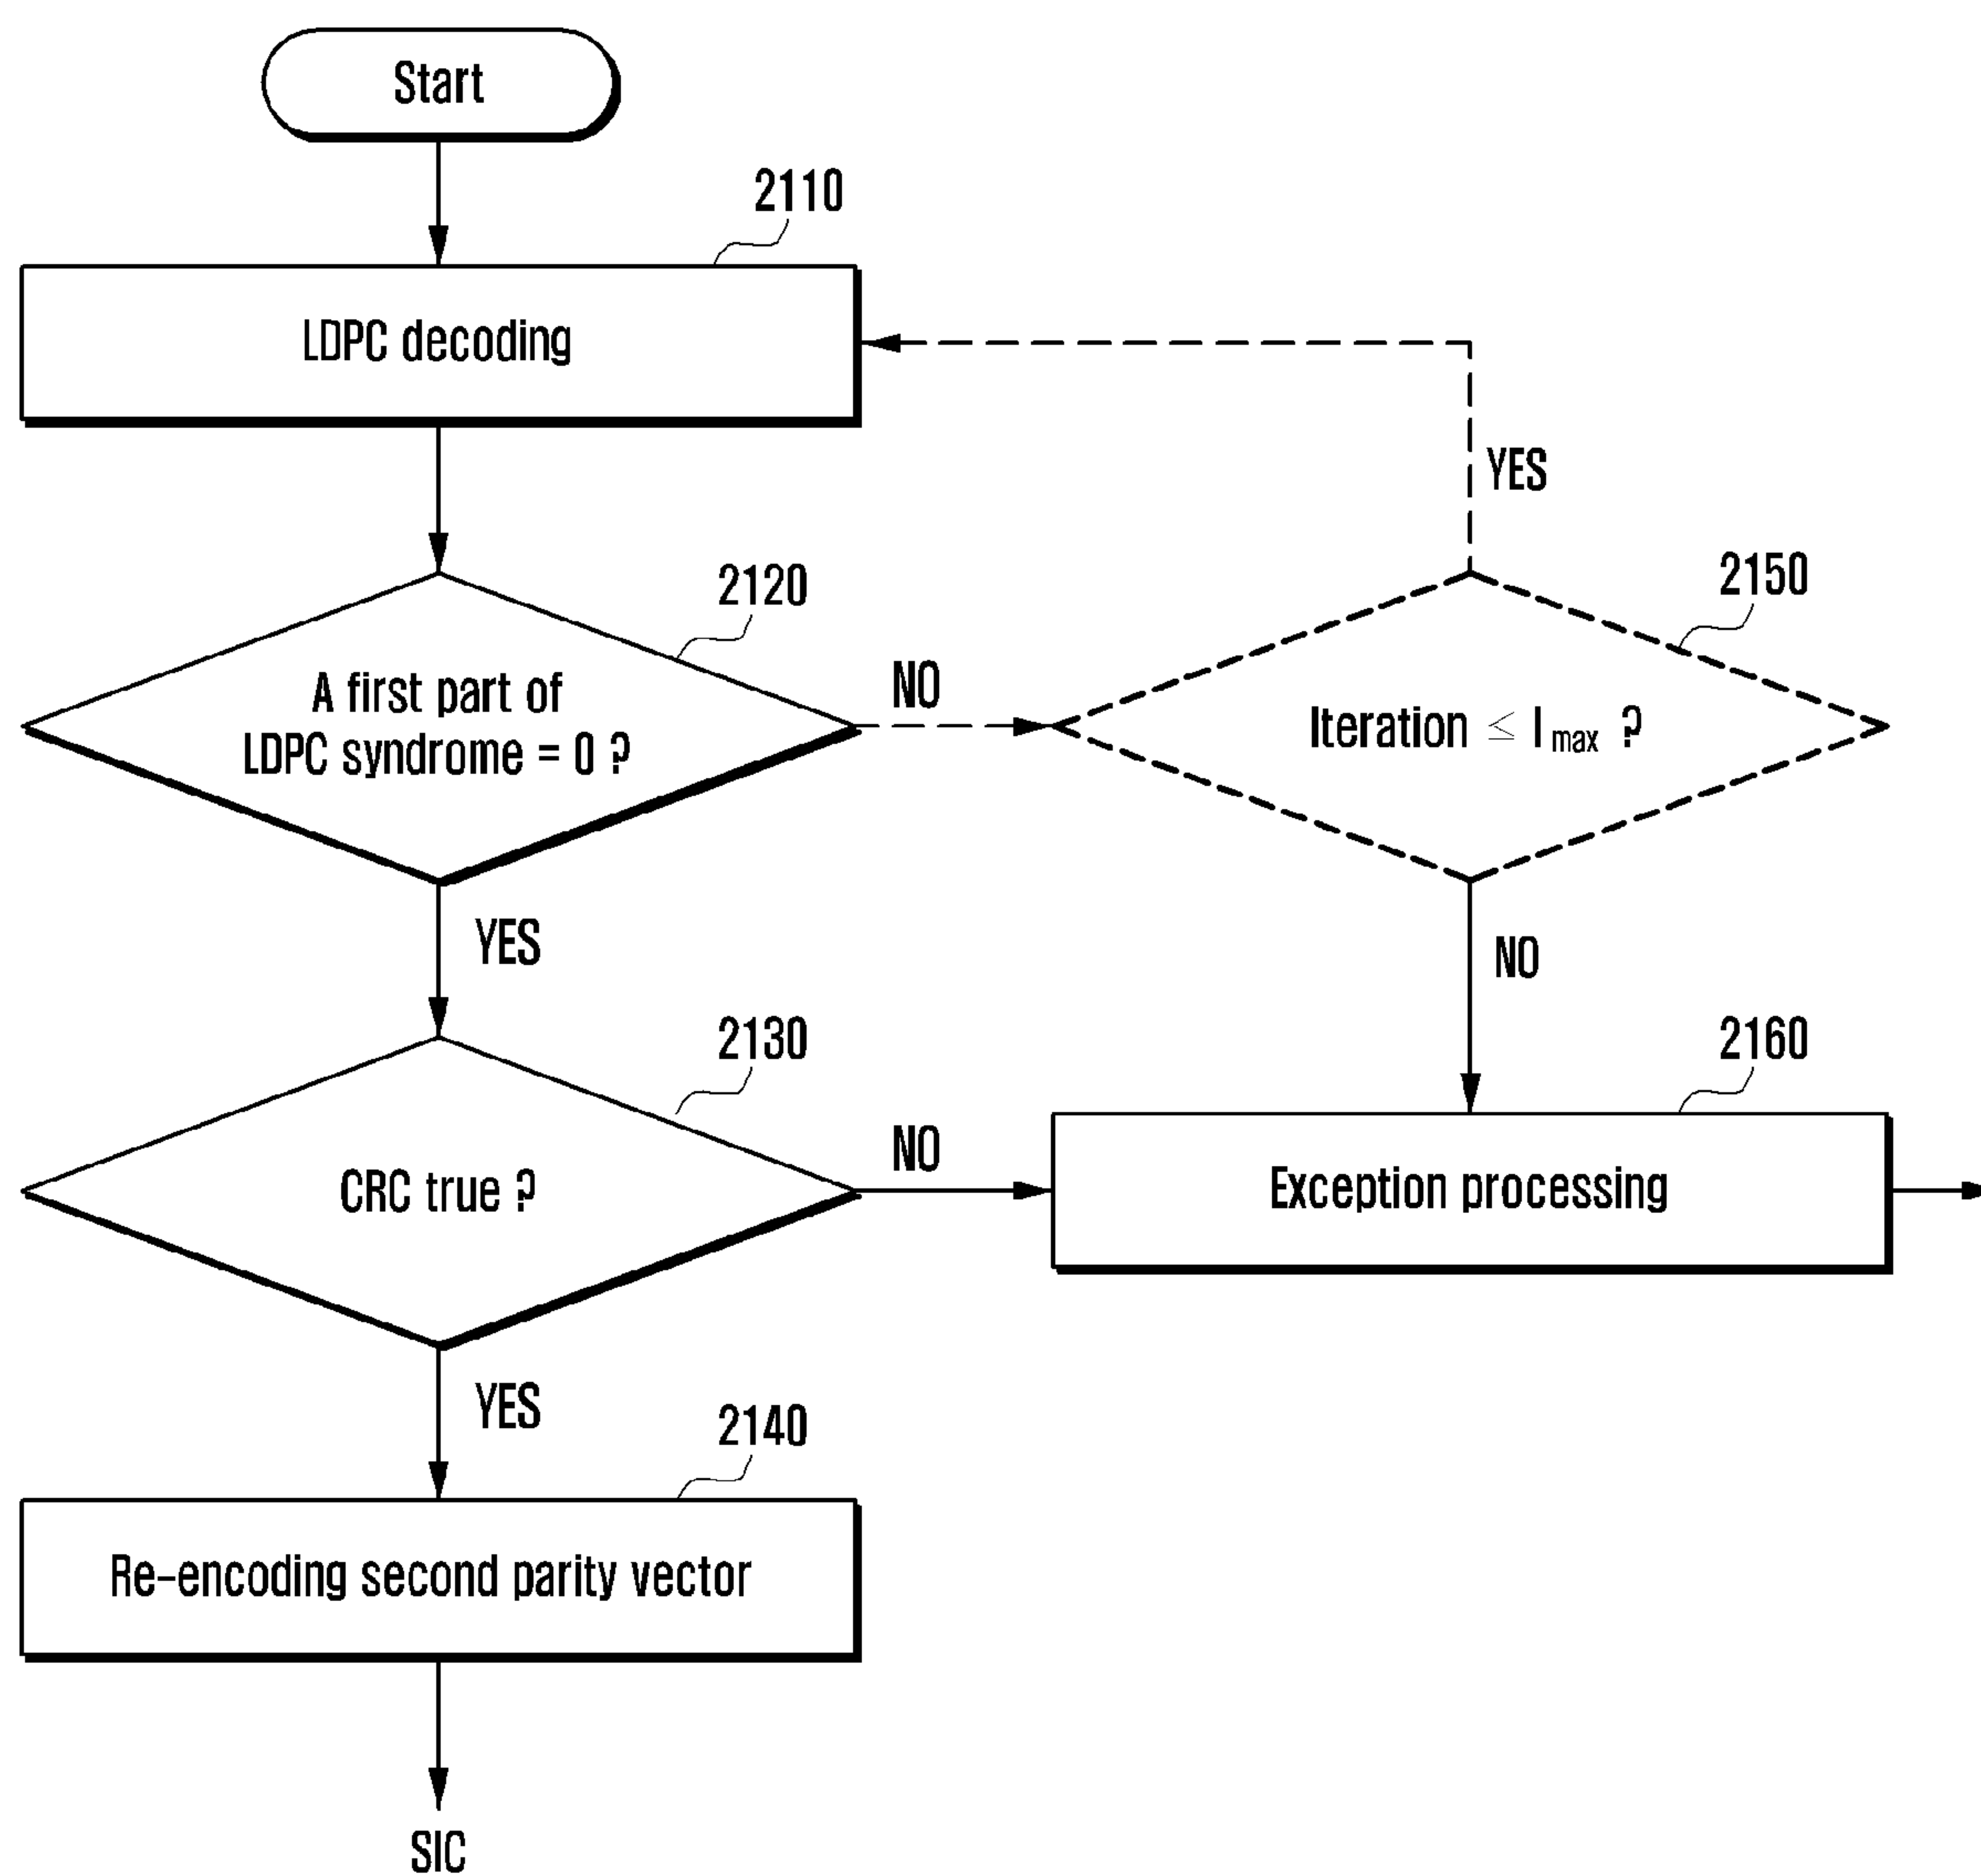 Start
2110
LDPC decoding
YES
2120
2150
A first part of
LDPC syndrome = 0 ?
NO
Iteration ≤ I max ?
YES
NO
2130
2160
CRC true ?
NO
Exception processing
YES
2140
Re-encoding second parity vector
SIC